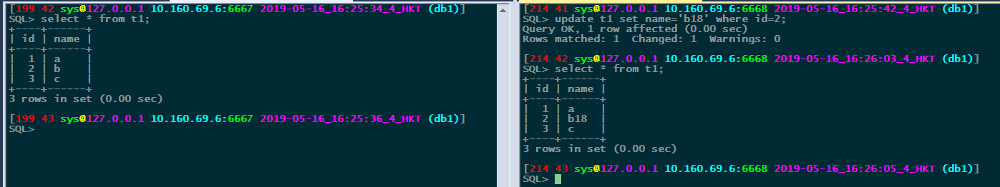 [199 42 sys@127.0.0.1 10.160.69.6:6667 2019-05-16_16:25:34_4_HKT (db1)]
SQL> select * from t1;
+----+------+
| id | name |
+----+------+
|  1 | a    |
|  2 | b    |
|  3 | c    |
+----+------+
3 rows in set (0.00 sec)
[199 43 sys@127.0.0.1 10.160.69.6:6667 2019-05-16_16:25:36_4_HKT (db1)]
SQL>
[214 41 sys@127.0.0.1 10.160.69.6:6668 2019-05-16_16:25:42_4_HKT (db1)]
SQL> update t1 set name='b18' where id=2;
Query OK, 1 row affected (0.00 sec)
Rows matched: 1  Changed: 1  Warnings: 0
[214 42 sys@127.0.0.1 10.160.69.6:6668 2019-05-16_16:26:03_4_HKT (db1)]
SQL> select * from t1;
+----+------+
| id | name |
+----+------+
|  1 | a    |
|  2 | b18  |
|  3 | c    |
+----+------+
3 rows in set (0.00 sec)
[214 43 sys@127.0.0.1 10.160.69.6:6668 2019-05-16_16:26:05_4_HKT (db1)]
SQL>